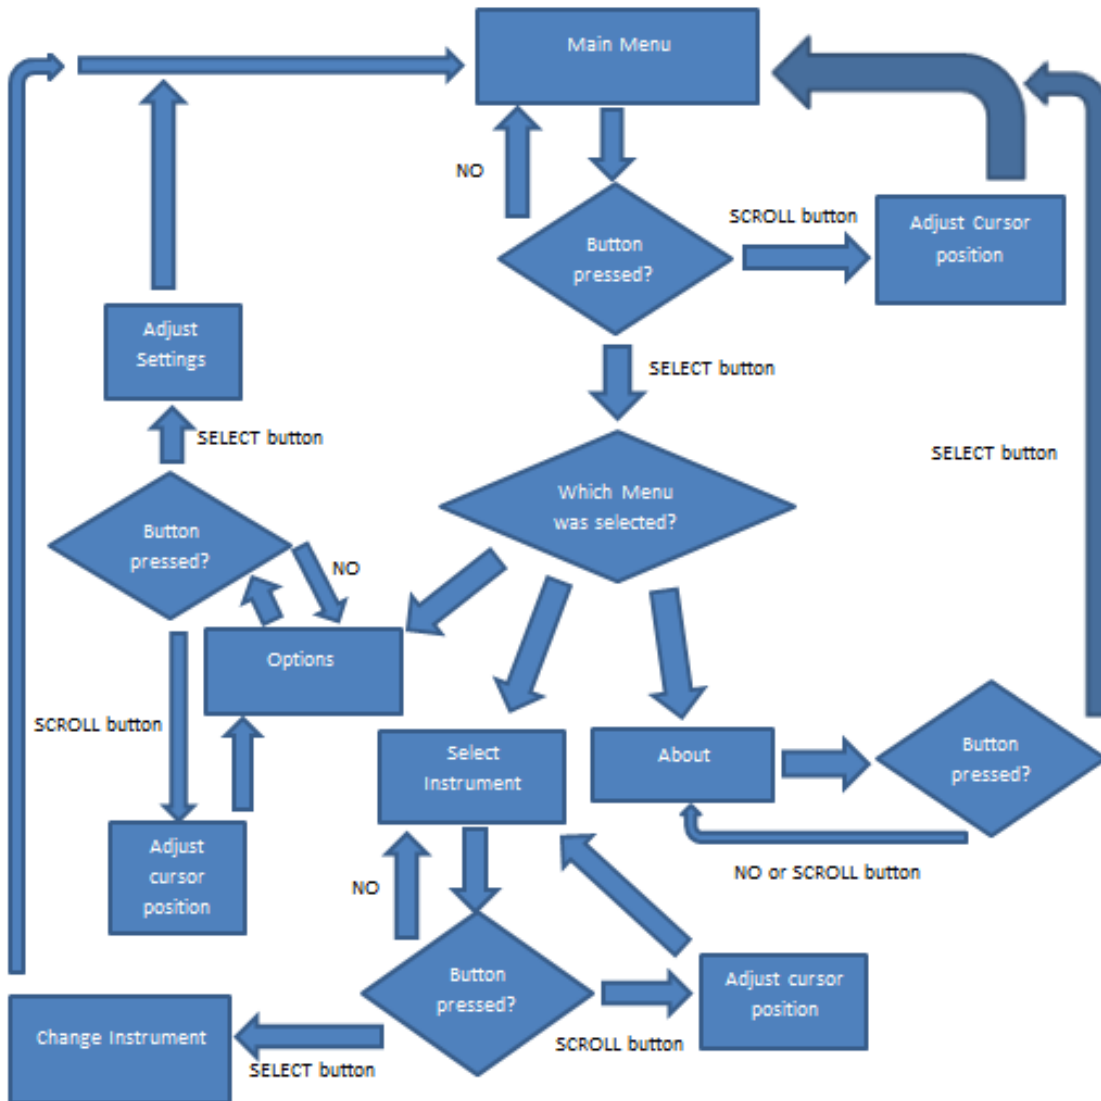 Main Menu
NO
SCROLL button
Adjust Cursor
position
Button
pressed?
Adjust
Settings
SELECT button
SELECT button
SELECT button
Which Menu
was selected?
Button
pressed?
NO
Options
SCROLL button
Select
Instrument
About
Button
pressed?
Adjust
cursor
position
NO
NO or SCROLL button
Button
pressed?
Adjust cursor
position
Change Instrument
SCROLL button
SELECT button